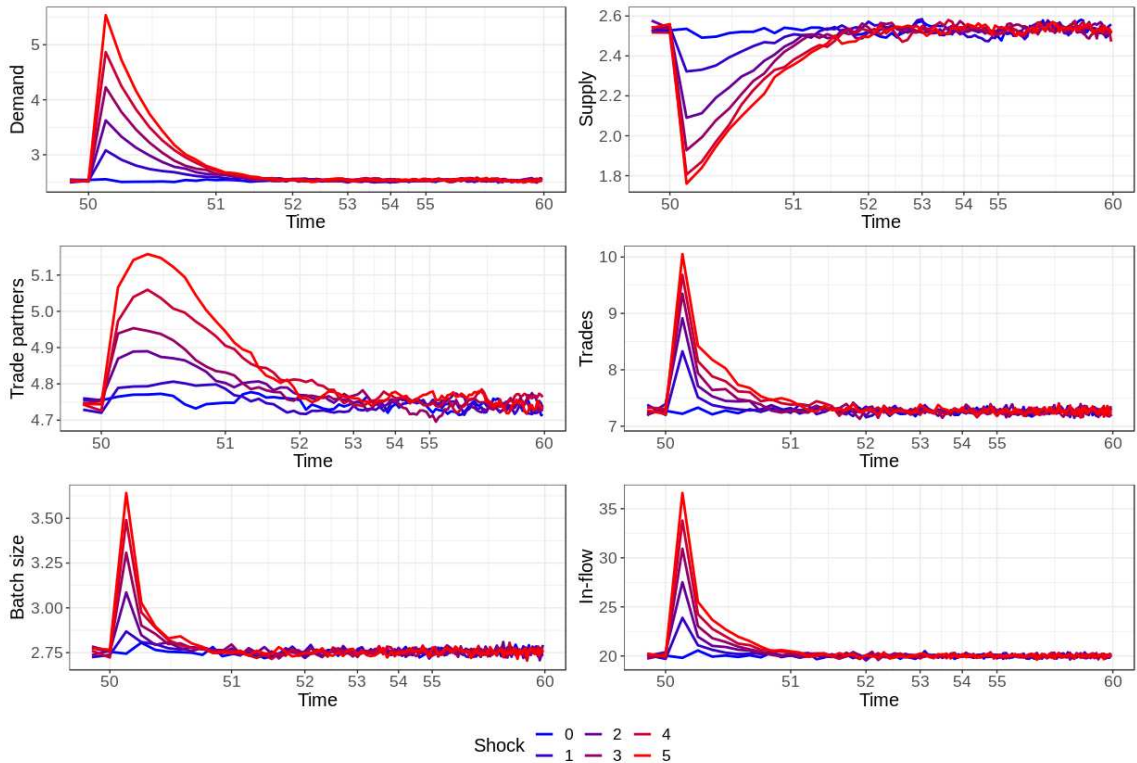 Demand
5
4
3
50 51 52 53 54 55 60
Time
Supply
2.6
2.4
2.2
2.0
1.8
50 51 52 53 54 55 60
Time
Trade partners
5.1
5.0
4.9
4.8
4.7
50 51 52 53 54 55 60
Time
Trades
10
9
8
7
50 51 52 53 54 55 60
Time
Batch size
3.50
3.25
3.00
2.75
50 51 52 53 54 55 60
Time
In-flow
35
30
25
20
50 51 52 53 54 55 60
Time
Shock
0 2 4
1 3 5